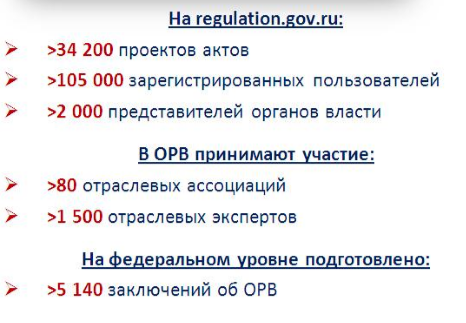 На regulation.gov.ru:
>34 200 проектов актов
>105 000 зарегистрированных пользователей
>2 000 представителей органов власти
В ОРВ принимают участие:
>80 отраслевых ассоциаций
>1 500 отраслевых экспертов
На федеральном уровне подготовлено:
>5 140 заключений об ОРВ